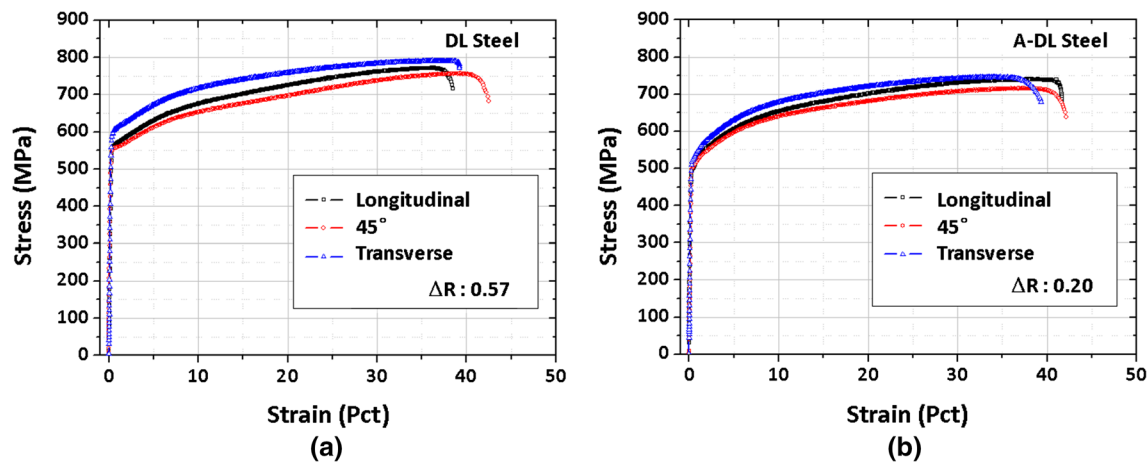 DL Steel
900
800
700
600
500
400
300
200
100
0
Stress (MPa)
Longitudinal
45°
Transverse
ΔR : 0.57
0 10 20 30 40 50
Strain (Pct)
(a)
A-DL Steel
900
800
700
600
500
400
300
200
100
0
Stress (MPa)
Longitudinal
45°
Transverse
ΔR : 0.20
0 10 20 30 40 50
Strain (Pct)
(b)